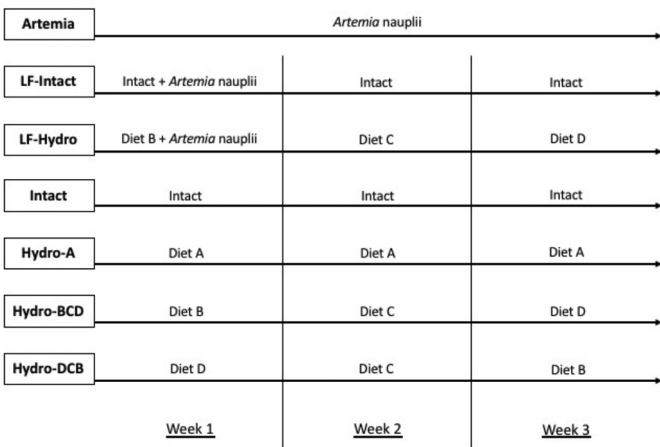 Artemia Artemia nauplii
LF-Intact Intact + Artemia nauplii Intact Intact
LF-Hydro Diet B + Artemia nauplii Diet C Diet D
Intact Intact Intact Intact
Hydro-A Diet A Diet A Diet A
Hydro-BCD Diet B Diet C Diet D
Hydro-DCB Diet D Diet C Diet B
Week 1 Week 2 Week 3